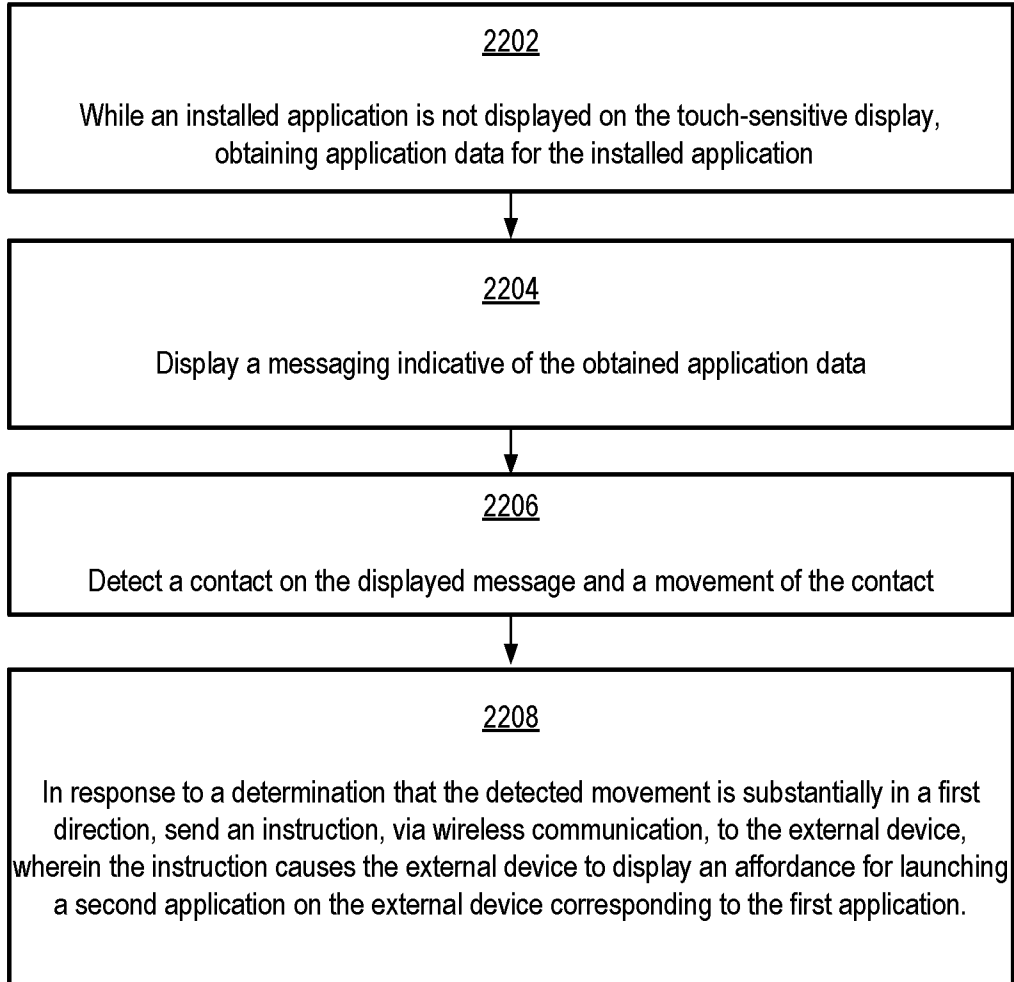 2202
While an installed application is not displayed on the touch-sensitive display,
obtaining application data for the installed application
2204
Display a messaging indicative of the obtained application data
2206
Detect a contact on the displayed message and a movement of the contact
2208
In response to a determination that the detected movement is substantially in a first
direction, send an instruction, via wireless communication, to the external device,
wherein the instruction causes the external device to display an affordance for launching
a second application on the external device corresponding to the first application.